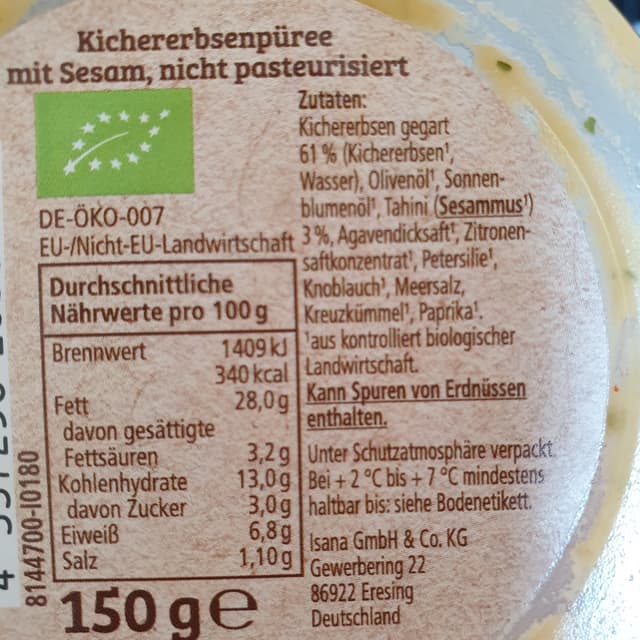 Kichererbsenpüree
mit Sesam, nicht pasteurisiert
DE-ÖKO-007
EU-/Nicht-EU-Landwirtschaft
Durchschnittliche
Nährwerte pro 100 g
Brennwert 1409 kJ
340 kcal
Fett 28,0 g
davon gesättigte
Fettsäuren 3,2 g
Kohlenhydrate 13,0 g
davon Zucker 3,0 g
Eiweiß 6,8 g
Salz 1,10 g
150 g e
Zutaten:
Kichererbsen gegart
61 % (Kichererbsen¹,
Wasser), Olivenöl¹, Sonnen-
blumenöl¹, Tahini (Sesammus¹)
3 %, Agavendicksaft¹, Zitronen-
saftkonzentrat¹, Petersilie¹,
Knoblauch¹, Meersalz,
Kreuzkümmel¹, Paprika¹.
¹aus kontrolliert biologischer
Landwirtschaft.
Kann Spuren von Erdnüssen
enthalten.
Unter Schutzatmosphäre verpackt.
Bei + 2 °C bis + 7 °C mindestens
haltbar bis: siehe Bodenetikett.
Isana GmbH & Co. KG
Gewerbering 22
86922 Eresing
Deutschland
8144700-10180